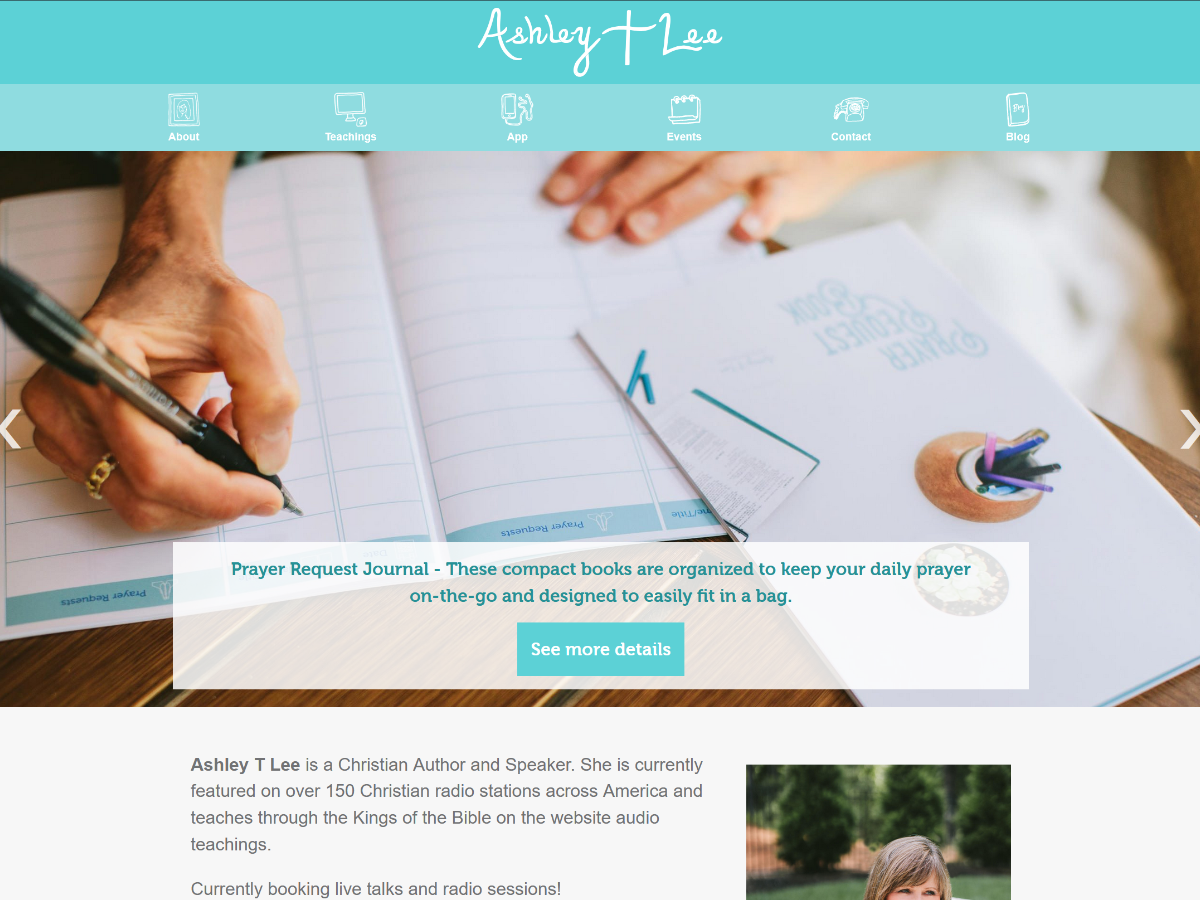 Ashley T Lee
About
Teachings
App
Events
Contact
Blog
PRAYER
REQUEST
BOOK
Prayer Requests
me/Title
Prayer Requests
Prayer Request Journal - These compact books are organized to keep your daily prayer
on-the-go and designed to easily fit in a bag.
See more details
Ashley T Lee is a Christian Author and Speaker. She is currently
featured on over 150 Christian radio stations across America and
teaches through the Kings of the Bible on the website audio
teachings.
Currently booking live talks and radio sessions!